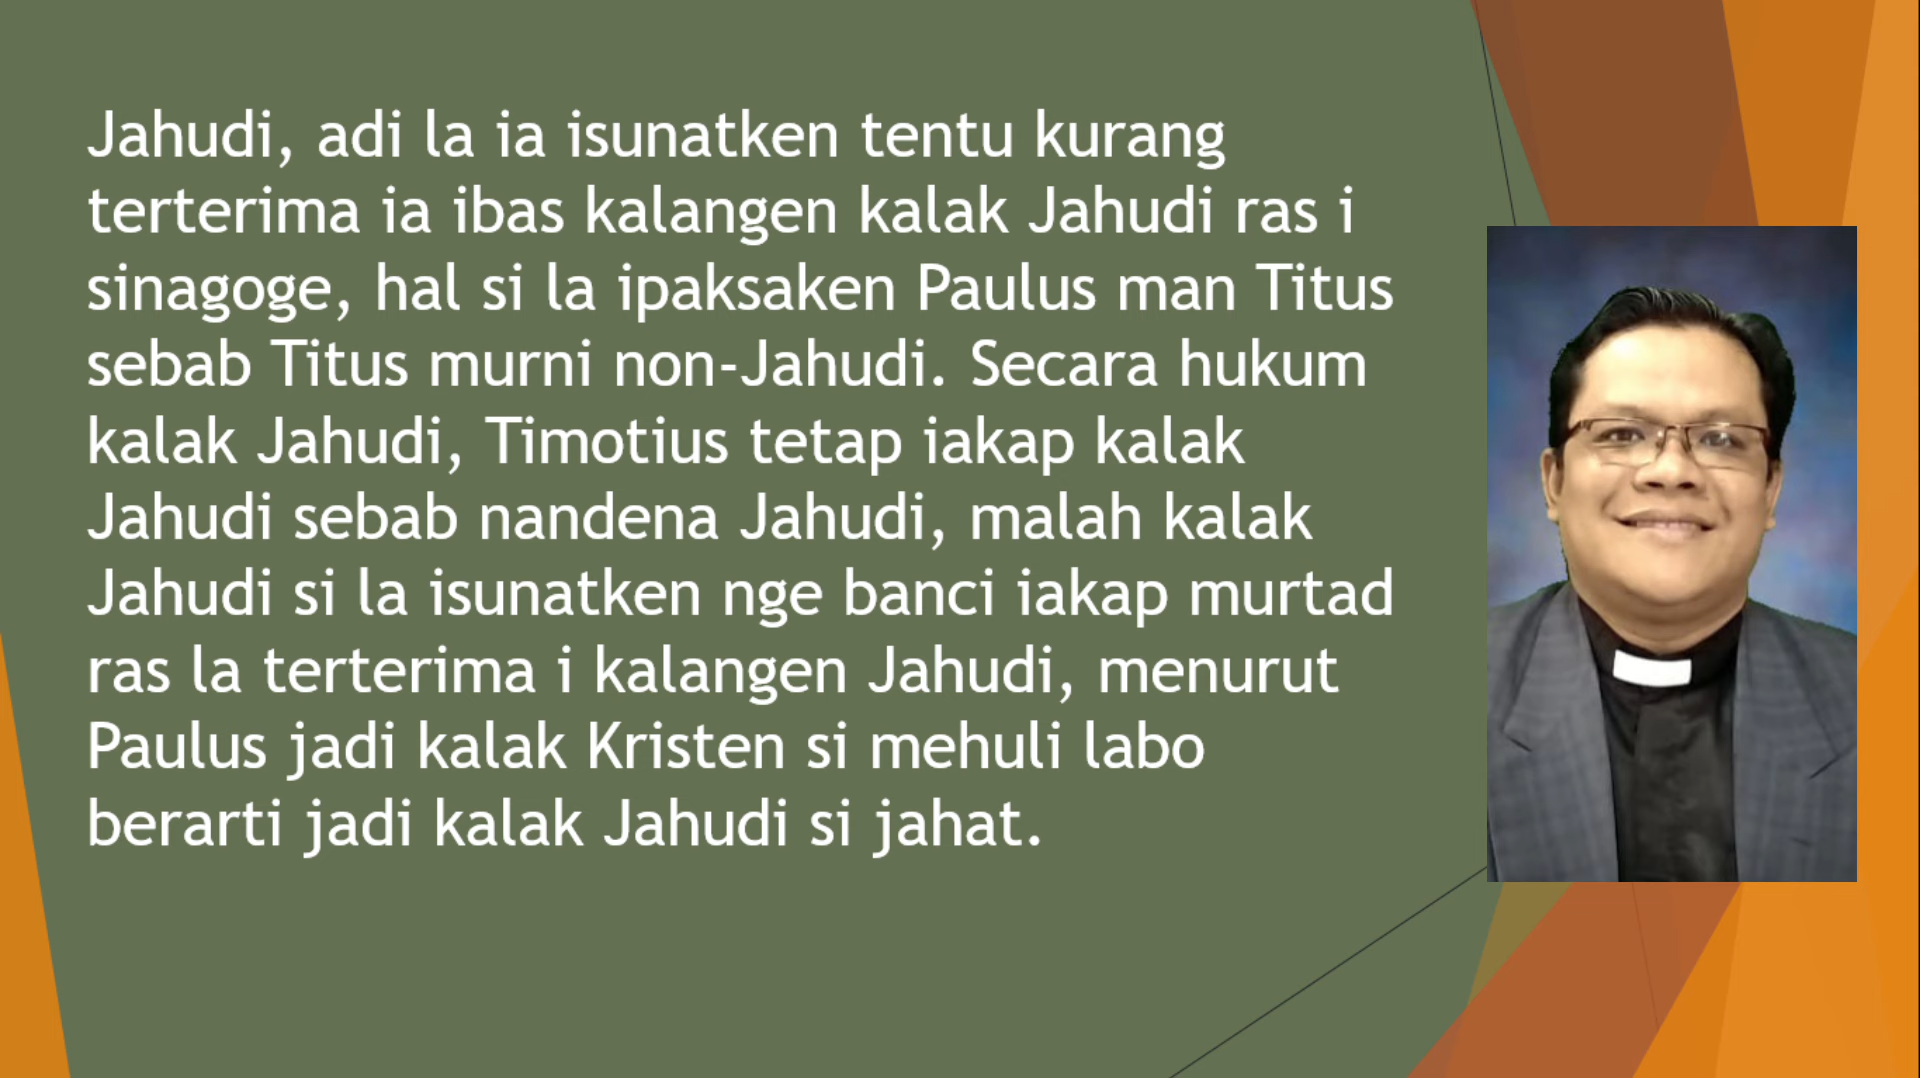 Jahudi, adi la ia isunatken tentu kurang
terterima ia ibas kalangen kalak Jahudi ras i
sinagoge, hal si la ipaksaken Paulus man Titus
sebab Titus murni non-Jahudi. Secara hukum
kalak Jahudi, Timotius tetap iakap kalak
Jahudi sebab nandena Jahudi, malah kalak
Jahudi si la isunatken nge banci iakap murtad
ras la terterima i kalangen Jahudi, menurut
Paulus jadi kalak Kristen si mehuli labo
berarti jadi kalak Jahudi si jahat.